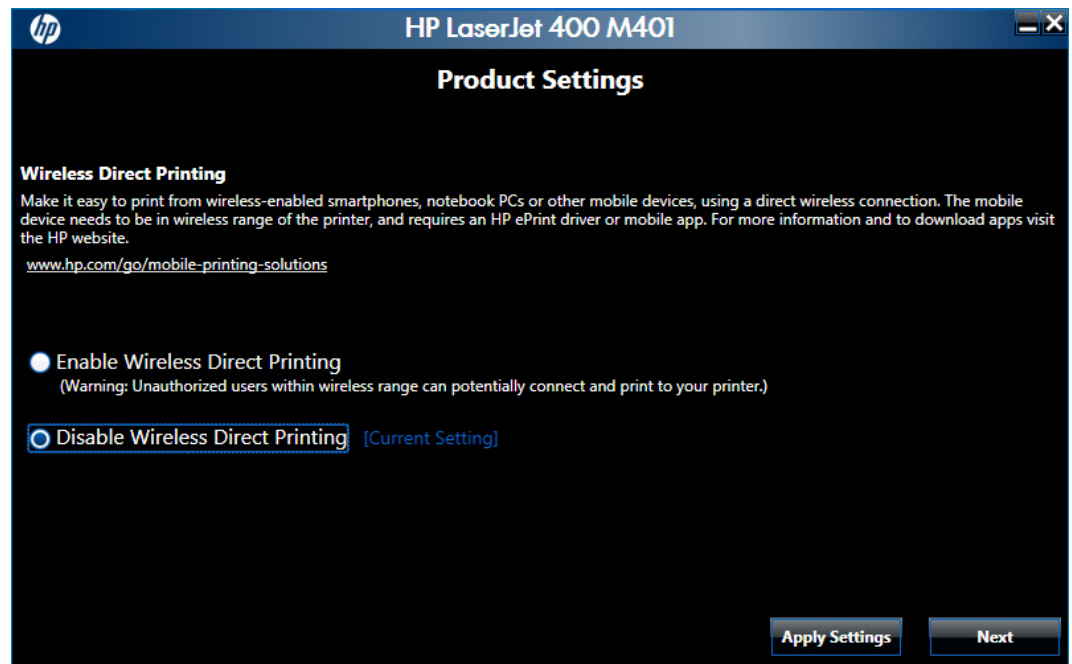 hp
HP LaserJet 400 M401
Product Settings
Wireless Direct Printing
Make it easy to print from wireless-enabled smartphones, notebook PCs or other mobile devices, using a direct wireless connection. The mobile
device needs to be in wireless range of the printer, and requires an HP ePrint driver or mobile app. For more information and to download apps visit
the HP website.
www.hp.com/go/mobile-printing-solutions
Enable Wireless Direct Printing
(Warning: Unauthorized users within wireless range can potentially connect and print to your printer.)
Disable Wireless Direct Printing [Current Setting]
Apply Settings Next